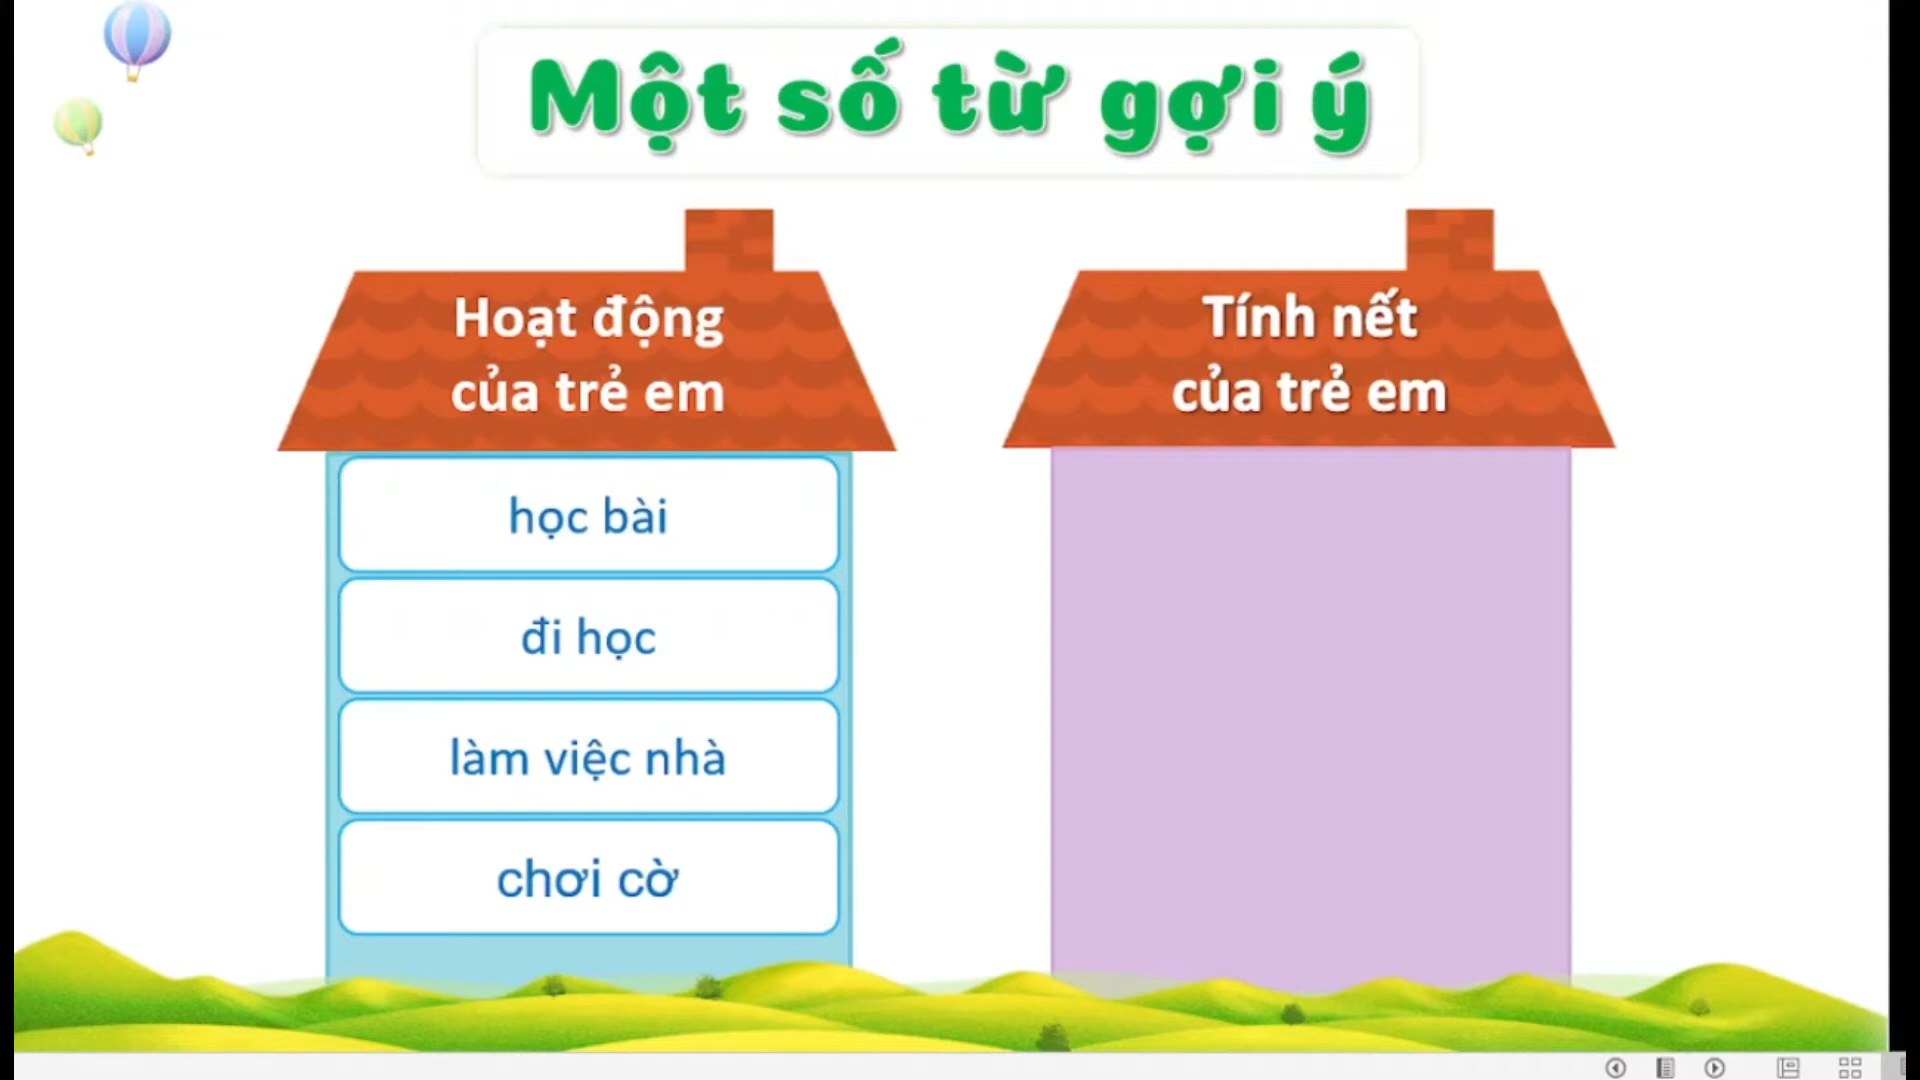 Một số từ gợi ý
Hoạt động
của trẻ em
học bài
đi học
làm việc nhà
chơi cờ
Tính nết
của trẻ em